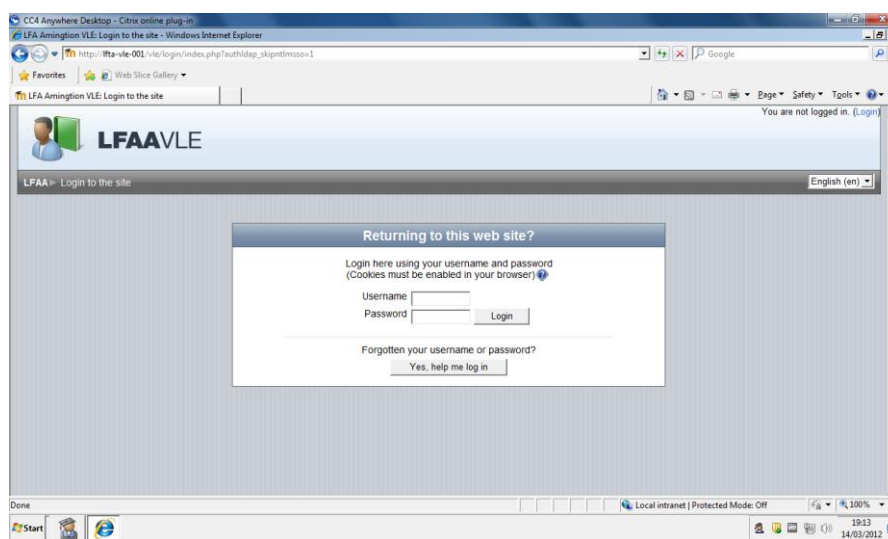 CC4 Anywhere Desktop - Citrix online plug-in
LFA Amingtion VLE: Login to the site - Windows Internet Explorer
http://lfta-vle-001/vle/login/index.php?authldap_skipntlmsso=1
Google
Favorites Web Slice Gallery
LFA Amingtion VLE: Login to the site
Page Safety Tools
You are not logged in. (Login)
LFAAVLE
LFAA Login to the site
English (en)
Returning to this web site?
Login here using your username and password
(Cookies must be enabled in your browser)
Username
Password Login
Forgotten your username or password?
Yes, help me log in
Done
Local intranet | Protected Mode: Off
100%
Start
19:13
14/03/2012